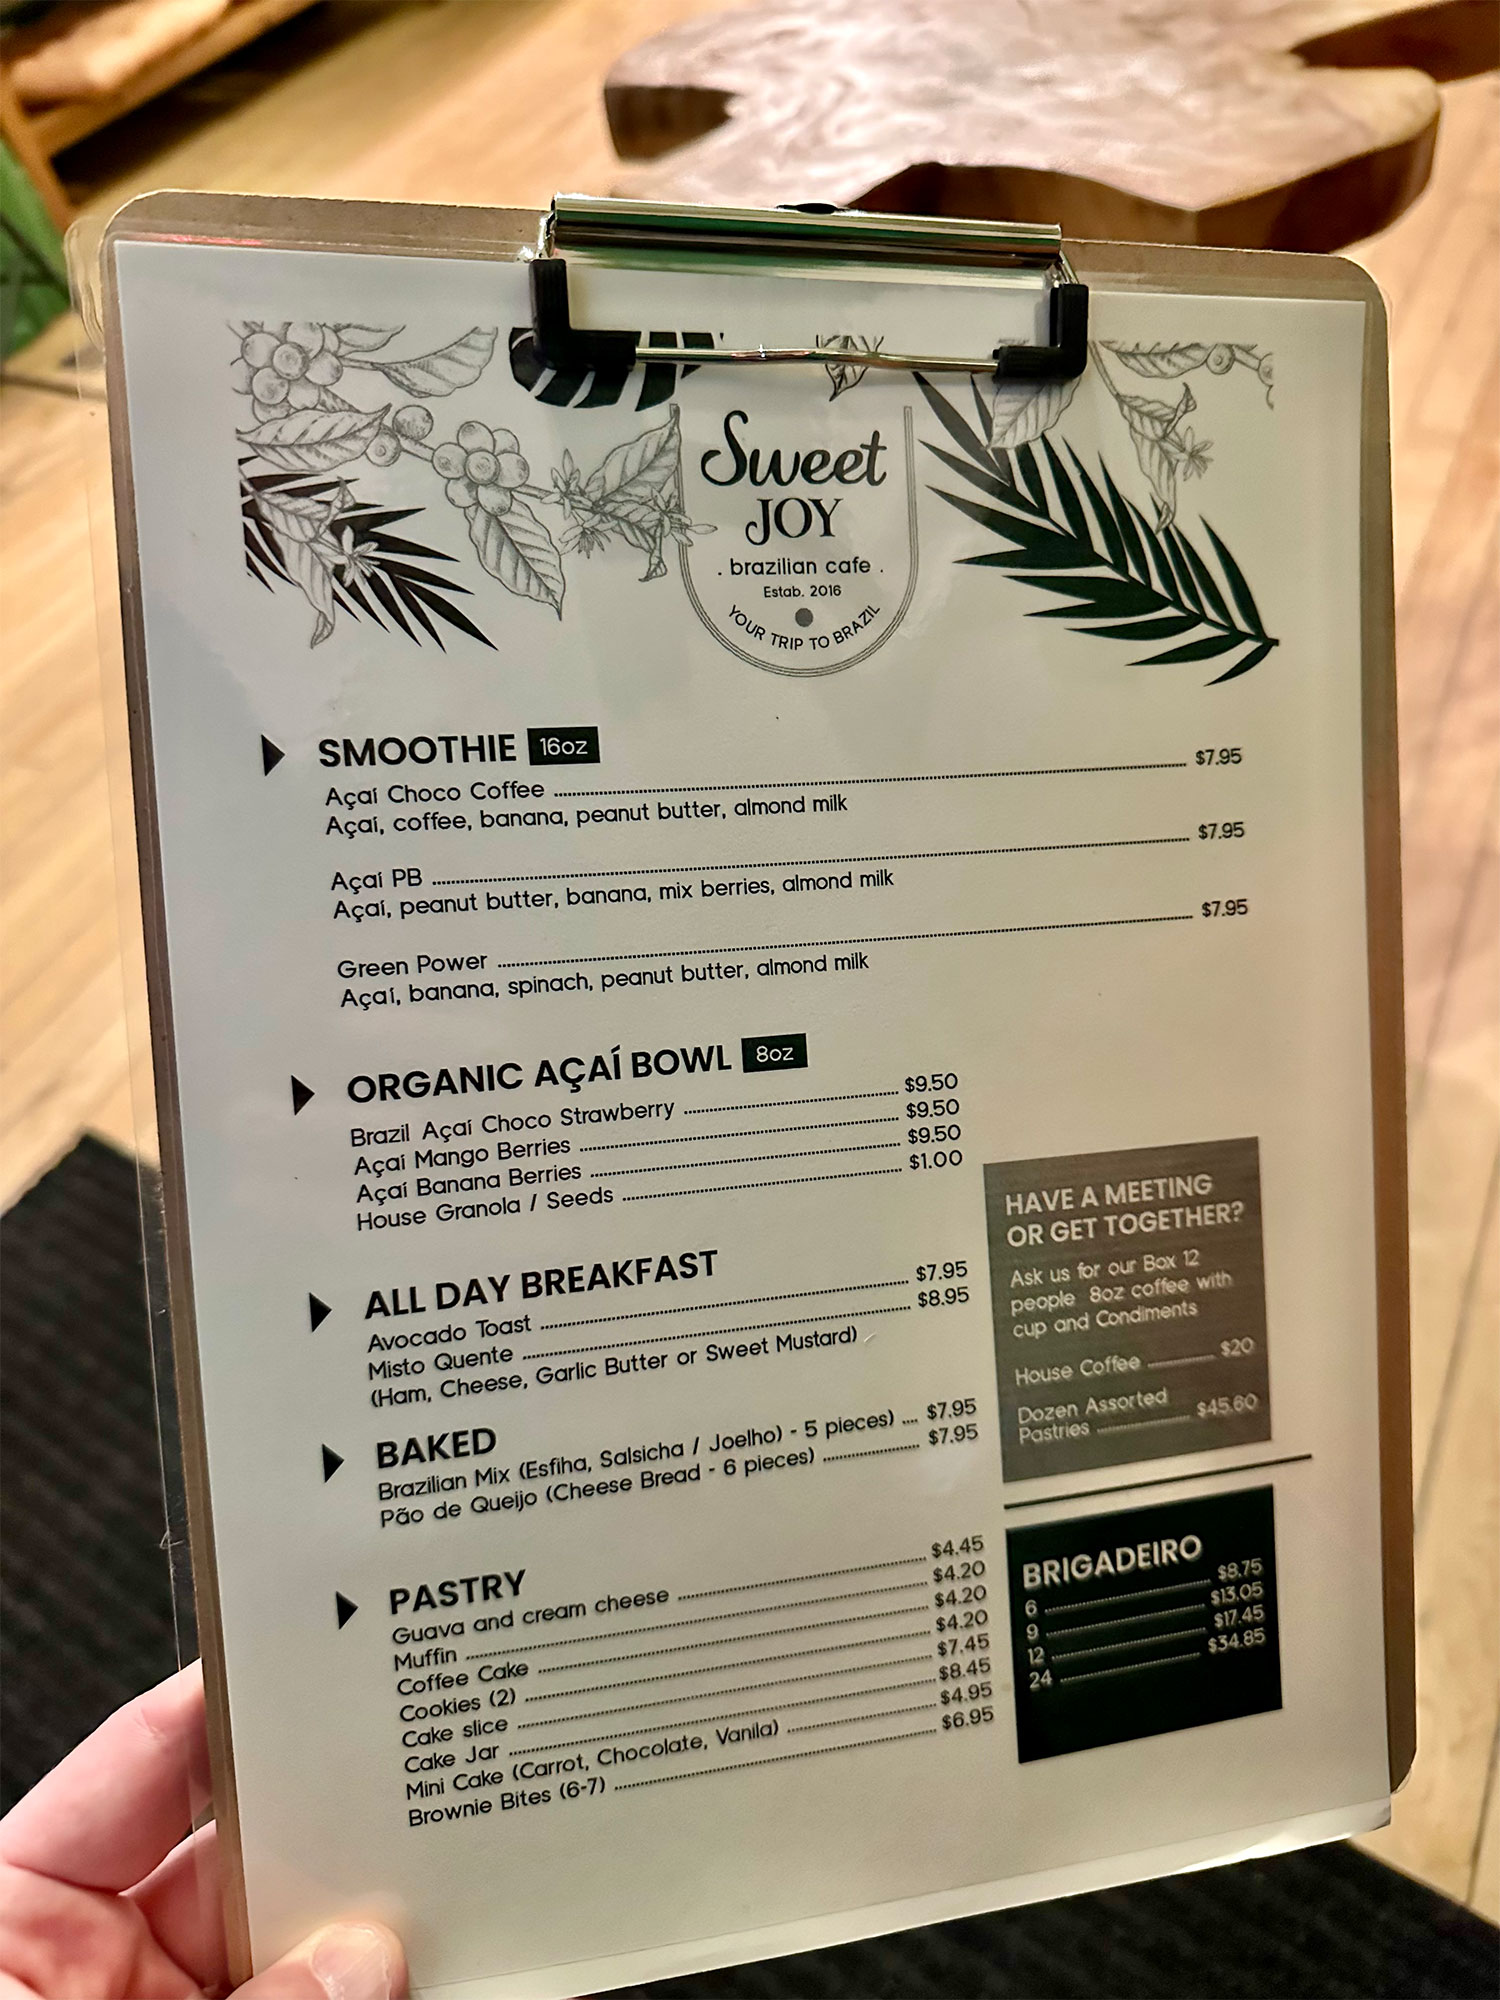 Sweet
JOY
. brazilian cafe .
Estab. 2016
YOUR TRIP TO BRAZIL
SMOOTHIE 16oz
Açaí Choco Coffee $7.95
Açaí, coffee, banana, peanut butter, almond milk
Açaí PB $7.95
Açaí, peanut butter, banana, mix berries, almond milk
Green Power $7.95
Açaí, banana, spinach, peanut butter, almond milk
ORGANIC AÇAÍ BOWL 8oz
Brazil Açaí Choco Strawberry $9.50
Açaí Mango Berries $9.50
Açaí Banana Berries $9.50
House Granola / Seeds $1.00
ALL DAY BREAKFAST
Avocado Toast $7.95
Misto Quente $8.95
(Ham, Cheese, Garlic Butter or Sweet Mustard)
BAKED
Brazilian Mix (Esfiha, Salsicha / Joelho) - 5 pieces) $7.95
Pão de Queijo (Cheese Bread - 6 pieces) $7.95
PASTRY
Guava and cream cheese $4.45
Muffin $4.20
Coffee Cake $4.20
Cookies (2) $4.20
Cake slice $7.45
Cake Jar $8.45
Mini Cake (Carrot, Chocolate, Vanila) $4.95
Brownie Bites (6-7) $6.95
HAVE A MEETING
OR GET TOGETHER?
Ask us for our Box 12
people 8oz coffee with
cup and Condiments
House Coffee $20
Dozen Assorted
Pastries $45.60
BRIGADEIRO
6 $8.75
9 $13.05
12 $17.45
24 $34.85